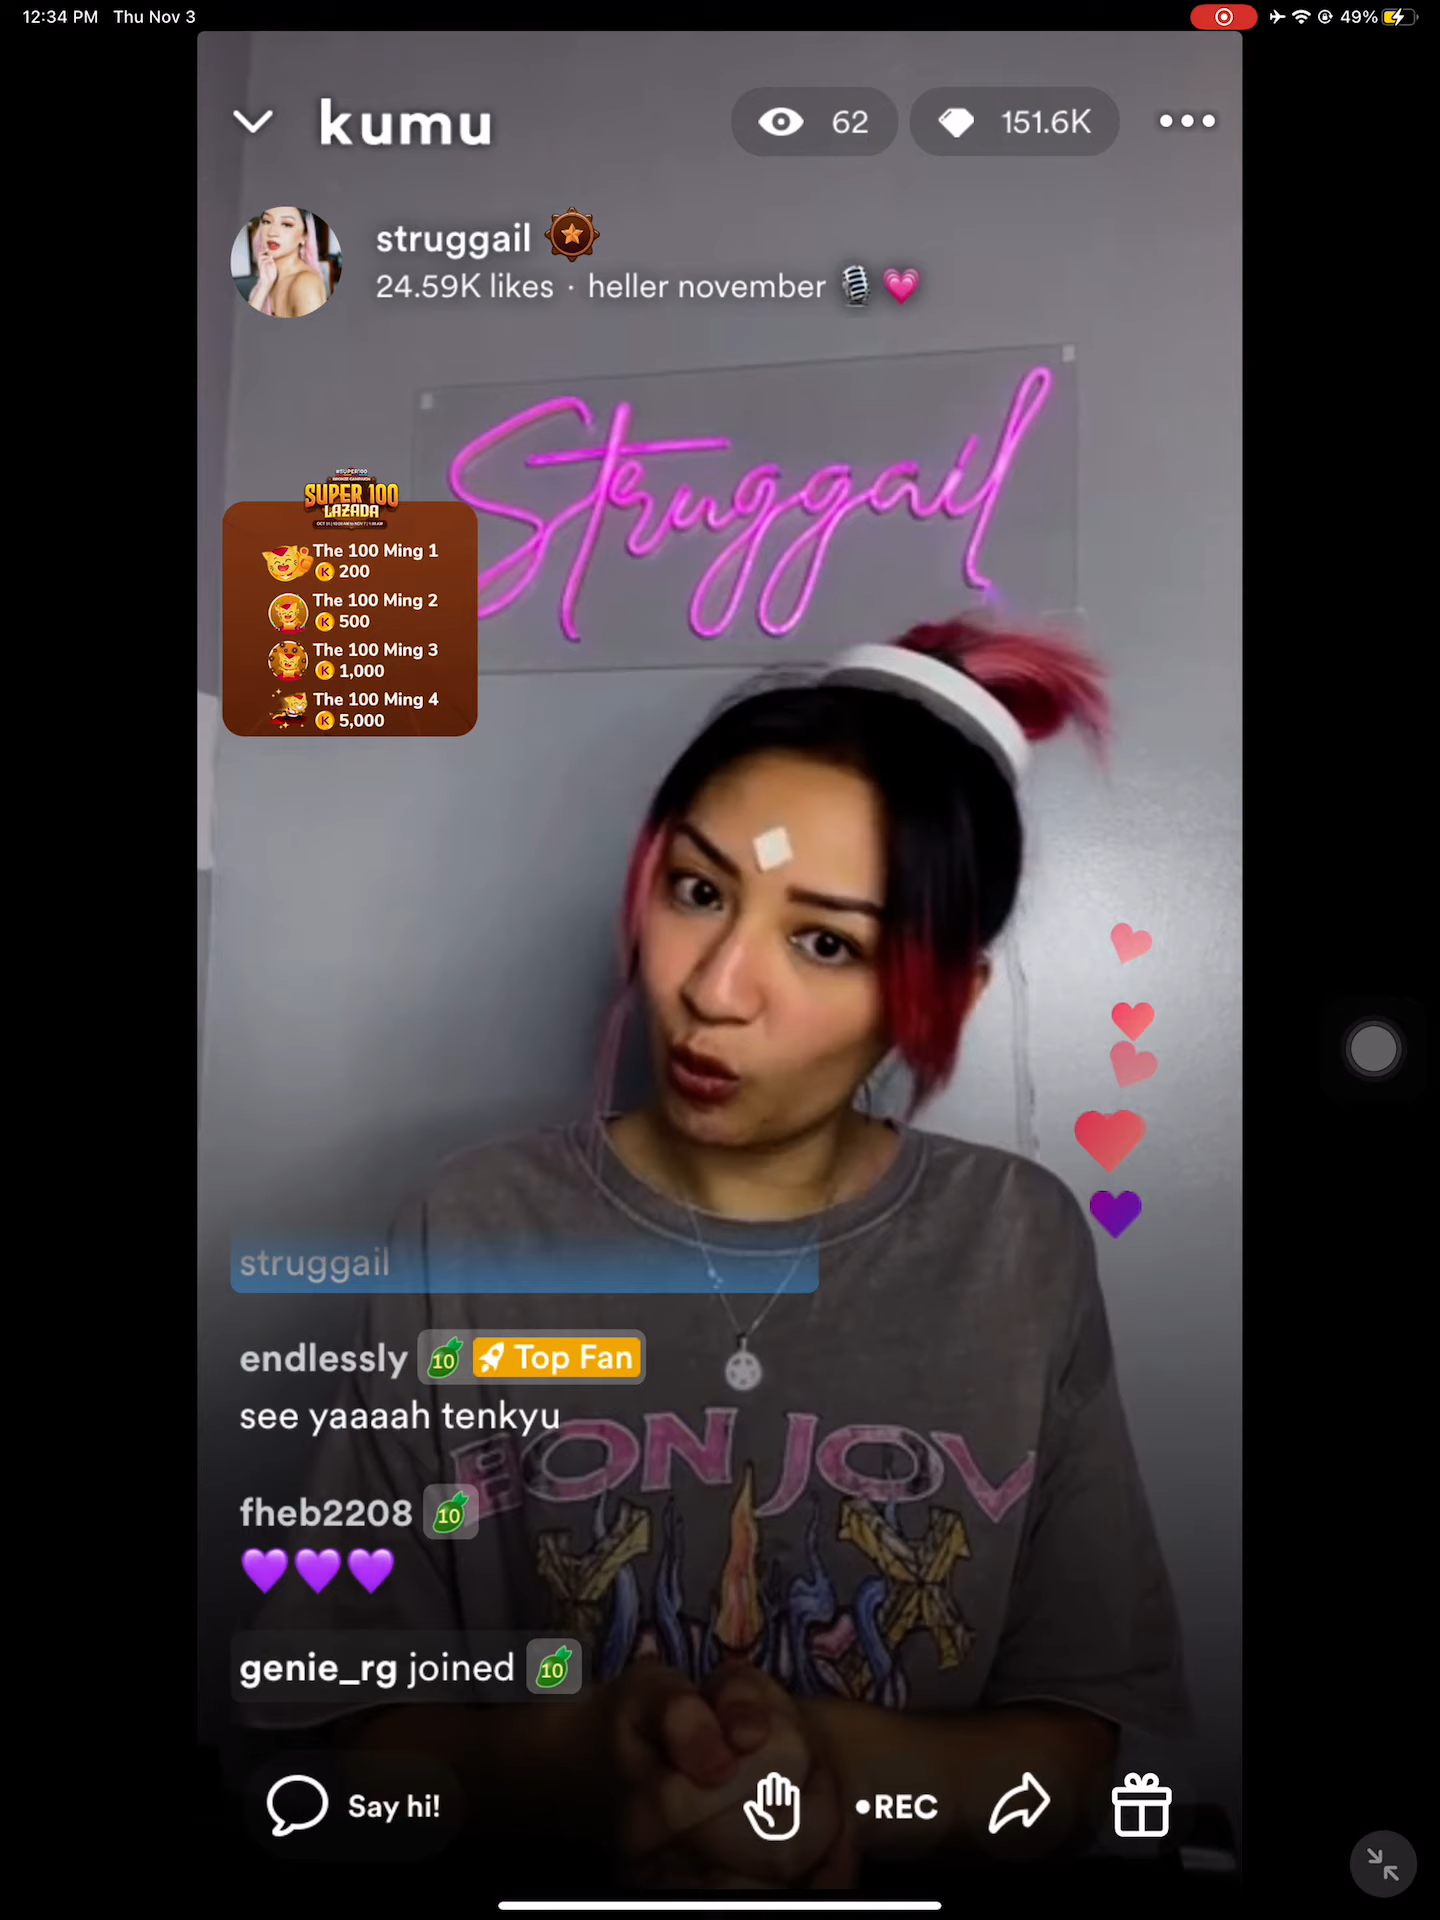 12:34 PM Thu Nov 3
49%
kumu
62
151.6K
struggail
24.59K likes · heller november 🎙️ 💗
Struggail
#SUPER100
BRONZE CAMPAIGN
SUPER 100
LAZADA
The 100 Ming 1
K 200
The 100 Ming 2
K 500
The 100 Ming 3
K 1,000
The 100 Ming 4
K 5,000
struggail
endlessly 10 Top Fan
see yaaaah tenkyu
BON JOV
fheb2208 10
💜💜💜
genie_rg joined 10
Say hi!
•REC